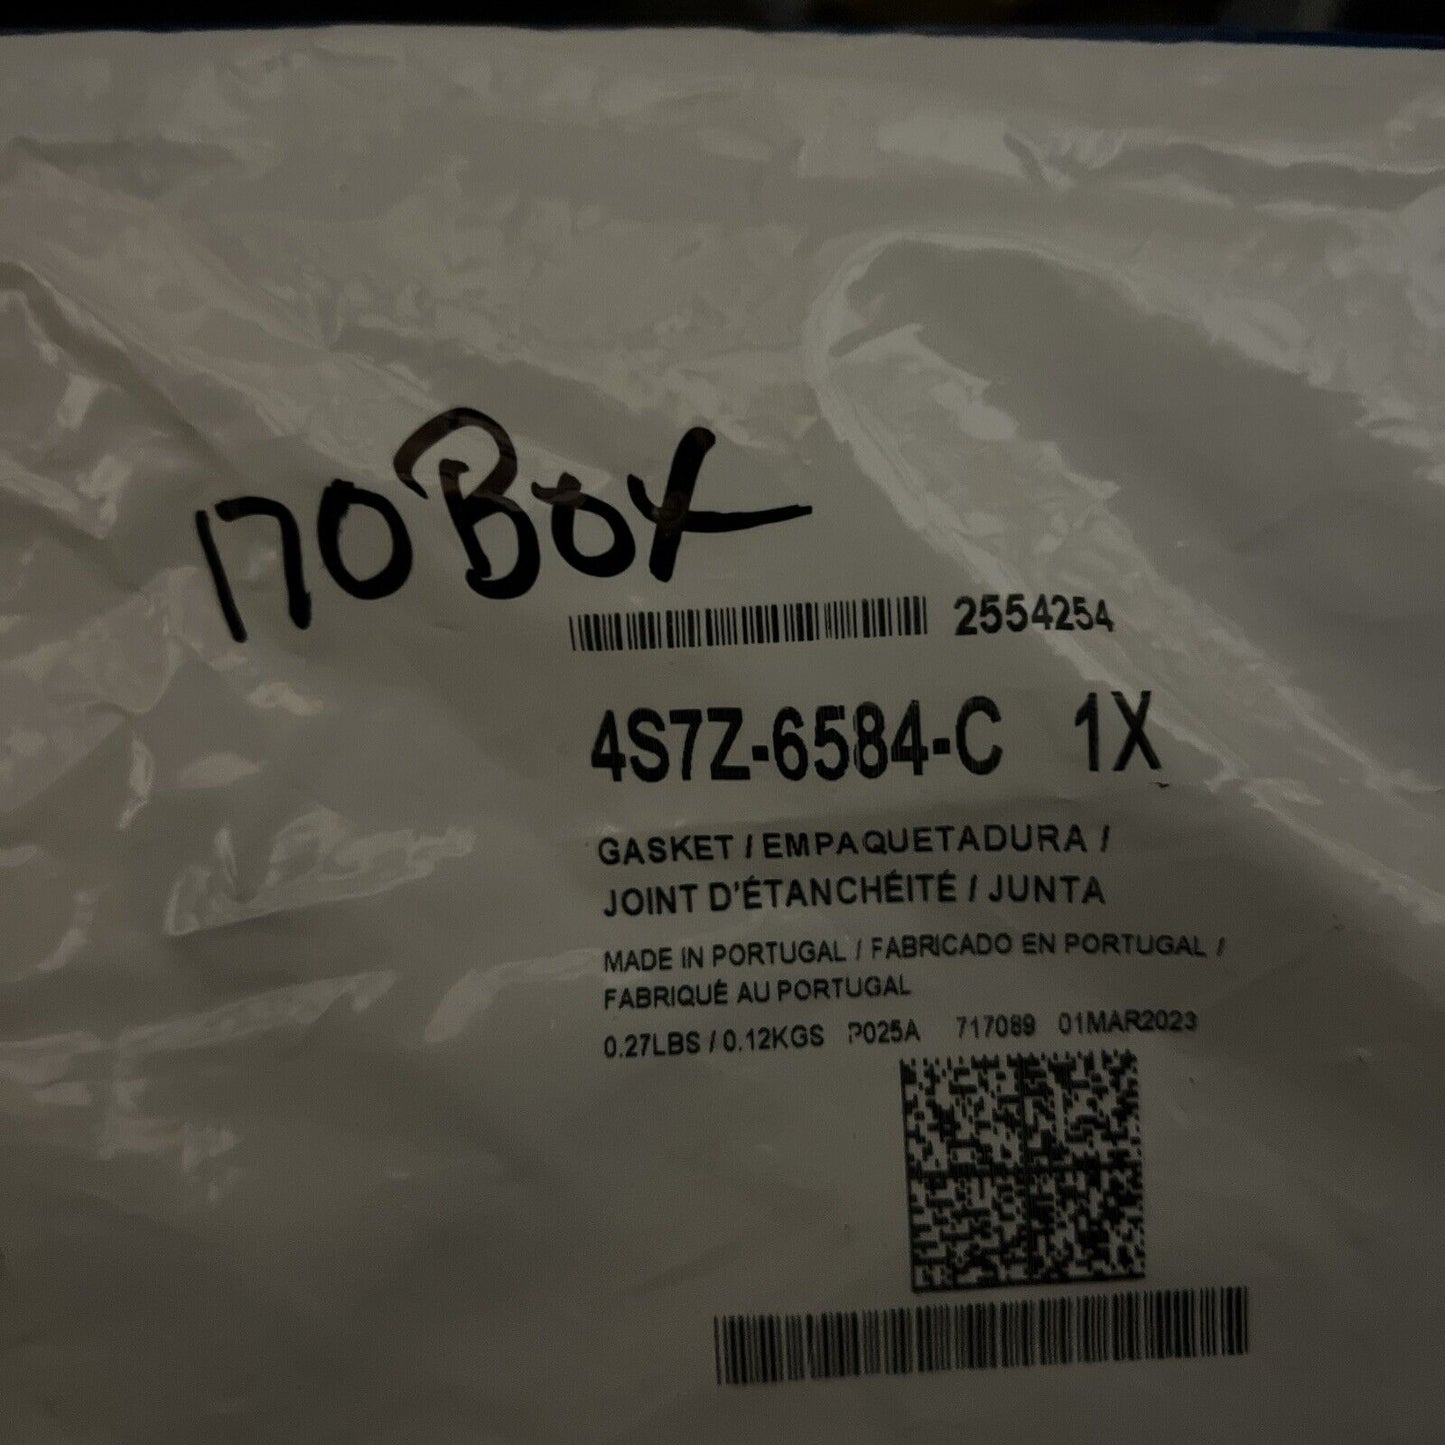 170 Box
2554254
4S7Z-6584-C 1X
GASKET / EMPAQUETADURA /
JOINT D'ÉTANCHÉITÉ / JUNTA
MADE IN PORTUGAL / FABRICADO EN PORTUGAL /
FABRIQUÉ AU PORTUGAL
0.27LBS / 0.12KGS P025A 717089 01MAR2023